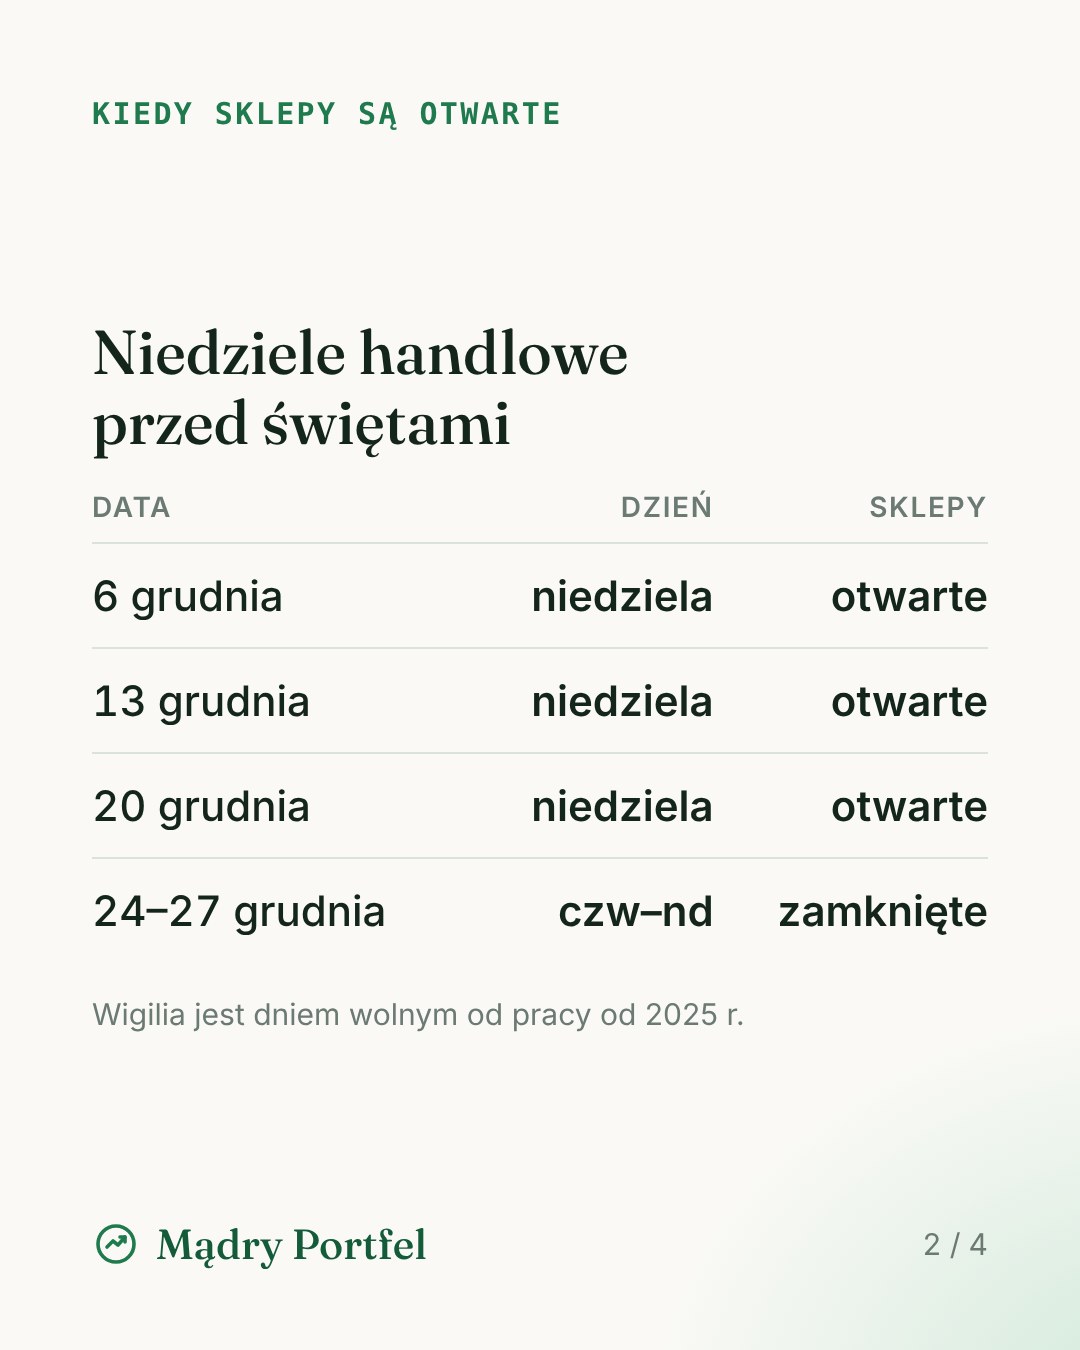 KIEDY SKLEPY SĄ OTWARTE
Niedziele handlowe
przed świętami
DATA DZIEŃ SKLEPY
6 grudnia niedziela otwarte
13 grudnia niedziela otwarte
20 grudnia niedziela otwarte
24–27 grudnia czw–nd zamknięte
Wigilia jest dniem wolnym od pracy od 2025 r.
Mądry Portfel 2 / 4